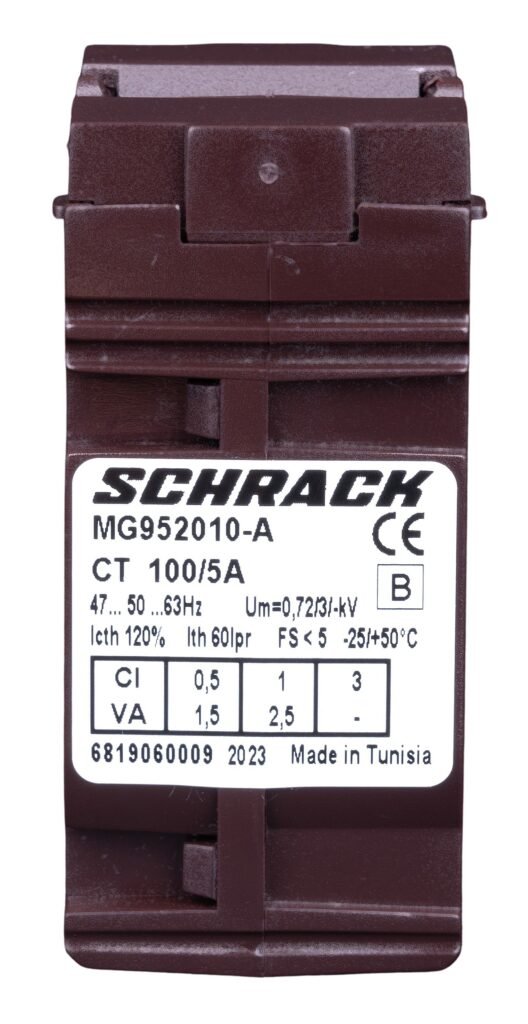 SCHRACK
MG952010-A CE
CT 100/5A
B
47... 50 ...63Hz Um=0,72/3/-kV
Icth 120% Ith 60Ipr FS < 5 -25/+50°C
CI 0,5 1 3
VA 1,5 2,5 -
6819060009 2023 Made in Tunisia